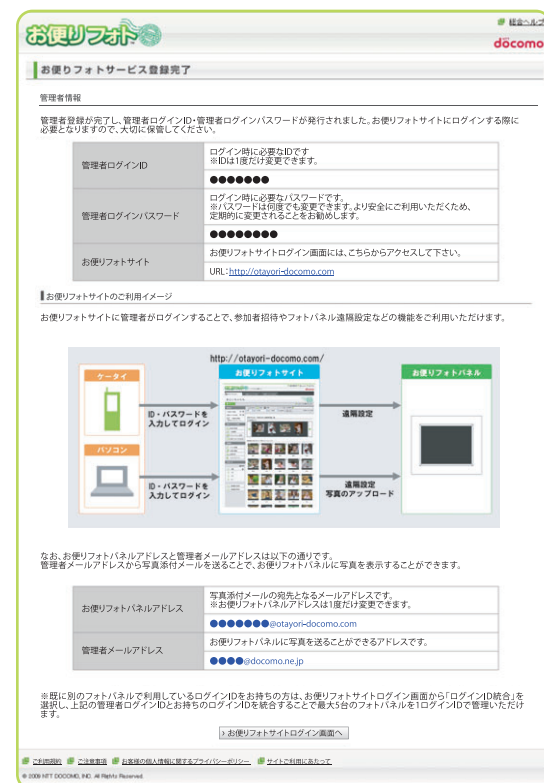 お便りフォト
総合ヘルプ
döcomo
お便りフォトサービス登録完了
管理者情報
管理者登録が完了し、管理者ログインID・管理者ログインパスワードが発行されました。お便りフォトサイトにログインする際に
必要となりますので、大切に保管してください。
管理者ログインID
ログイン時に必要なIDです
※IDは1度だけ変更できます。
●●●●●●●
管理者ログインパスワード
ログイン時に必要なパスワードです。
※パスワードは何度でも変更できます。より安全にご利用いただくため、
定期的に変更されることをお勧めします。
●●●●●●●●
お便りフォトサイト
お便りフォトサイトログイン画面には、こちらからアクセスして下さい。
URL:http://otayori-docomo.com
お便りフォトサイトのご利用イメージ
お便りフォトサイトに管理者がログインすることで、参加者招待やフォトパネル遠隔設定などの機能をご利用いただけます。
http://otayori-docomo.com/
ケータイ
お便りフォトサイト
お便りフォトパネル
ID・パスワードを
入力してログイン
遠隔設定
パソコン
ID・パスワードを
入力してログイン
遠隔設定
写真のアップロード
なお、お便りフォトパネルアドレスと管理者メールアドレスは以下の通りです。
管理者メールアドレスから写真添付メールを送ることで、お便りフォトパネルに写真を表示することができます。
お便りフォトパネルアドレス
写真添付メールの宛先となるメールアドレスです。
※お便りフォトパネルアドレスは1度だけ変更できます。
●●●●●●●@otayori-docomo.com
管理者メールアドレス
お便りフォトパネルに写真を送ることができるアドレスです。
●●●●@docomo.ne.jp
※既に別のフォトパネルで利用しているログインIDをお持ちの方は、お便りフォトサイトログイン画面から「ログインID統合」を
選択し、上記の管理者ログインIDとお持ちのログインIDを統合することで最大5台のフォトパネルを1ログインIDで管理いただけ
ます。
› お便りフォトサイトログイン画面へ
ご利用規約 ご注意事項 お客様の個人情報に関するプライバシーポリシー サイトご利用にあたって
© 2009 NTT DOCOMO, INC. All Rights Reserved.